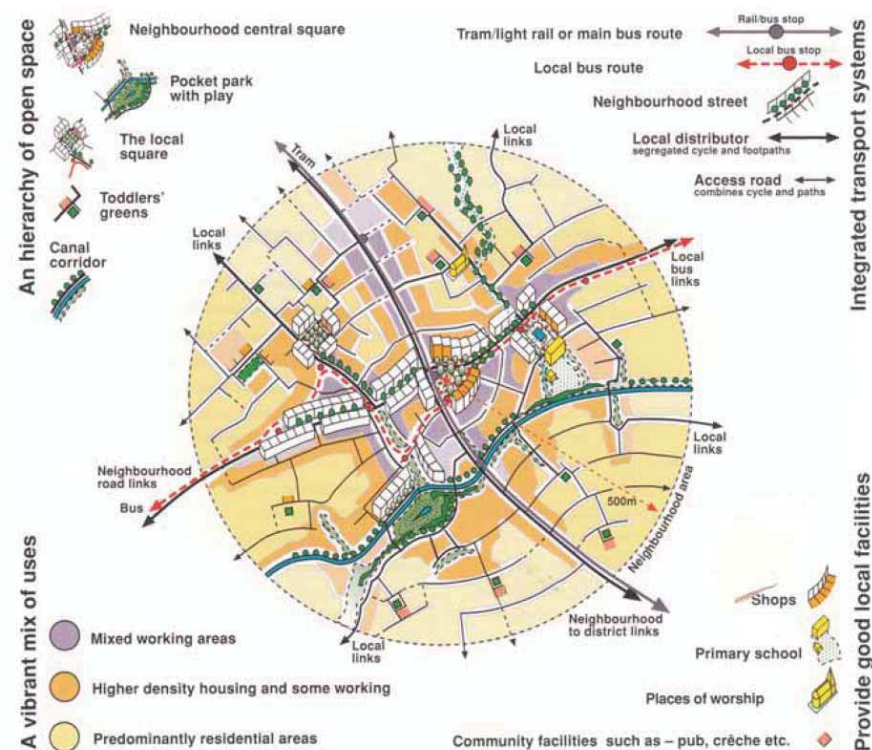 An hierarchy of open space
Neighbourhood central square
Pocket park
with play
The local
square
Toddlers'
greens
Canal
corridor
Integrated transport systems
Tram/light rail or main bus route
Rail/bus stop
Local bus route
Local bus stop
Neighbourhood street
Local distributor
segregated cycle and footpaths
Access road
combines cycle and paths
Tram
Local
links
Local
links
Local
bus links
Local
links
500m
Neighbourhood area
Neighbourhood
road links
Bus
Local
links
Neighbourhood
to district links
A vibrant mix of uses
Mixed working areas
Higher density housing and some working
Predominantly residential areas
Provide good local facilities
Shops
Primary school
Places of worship
Community facilities such as – pub, crêche etc.